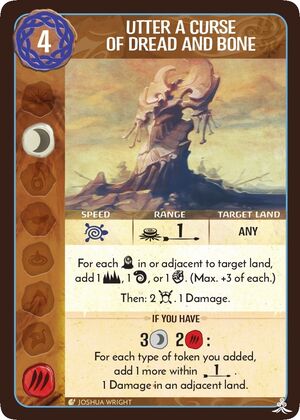 4
UTTER A CURSE
OF DREAD AND BONE
SPEED
RANGE
TARGET LAND
1
ANY
For each in or adjacent to target land,
add 1 , 1 , or 1 . (Max. +3 of each.)
Then: 2 . 1 Damage.
IF YOU HAVE
3 2 :
For each type of token you added,
add 1 more within 1 .
1 Damage in an adjacent land.
JOSHUA WRIGHT